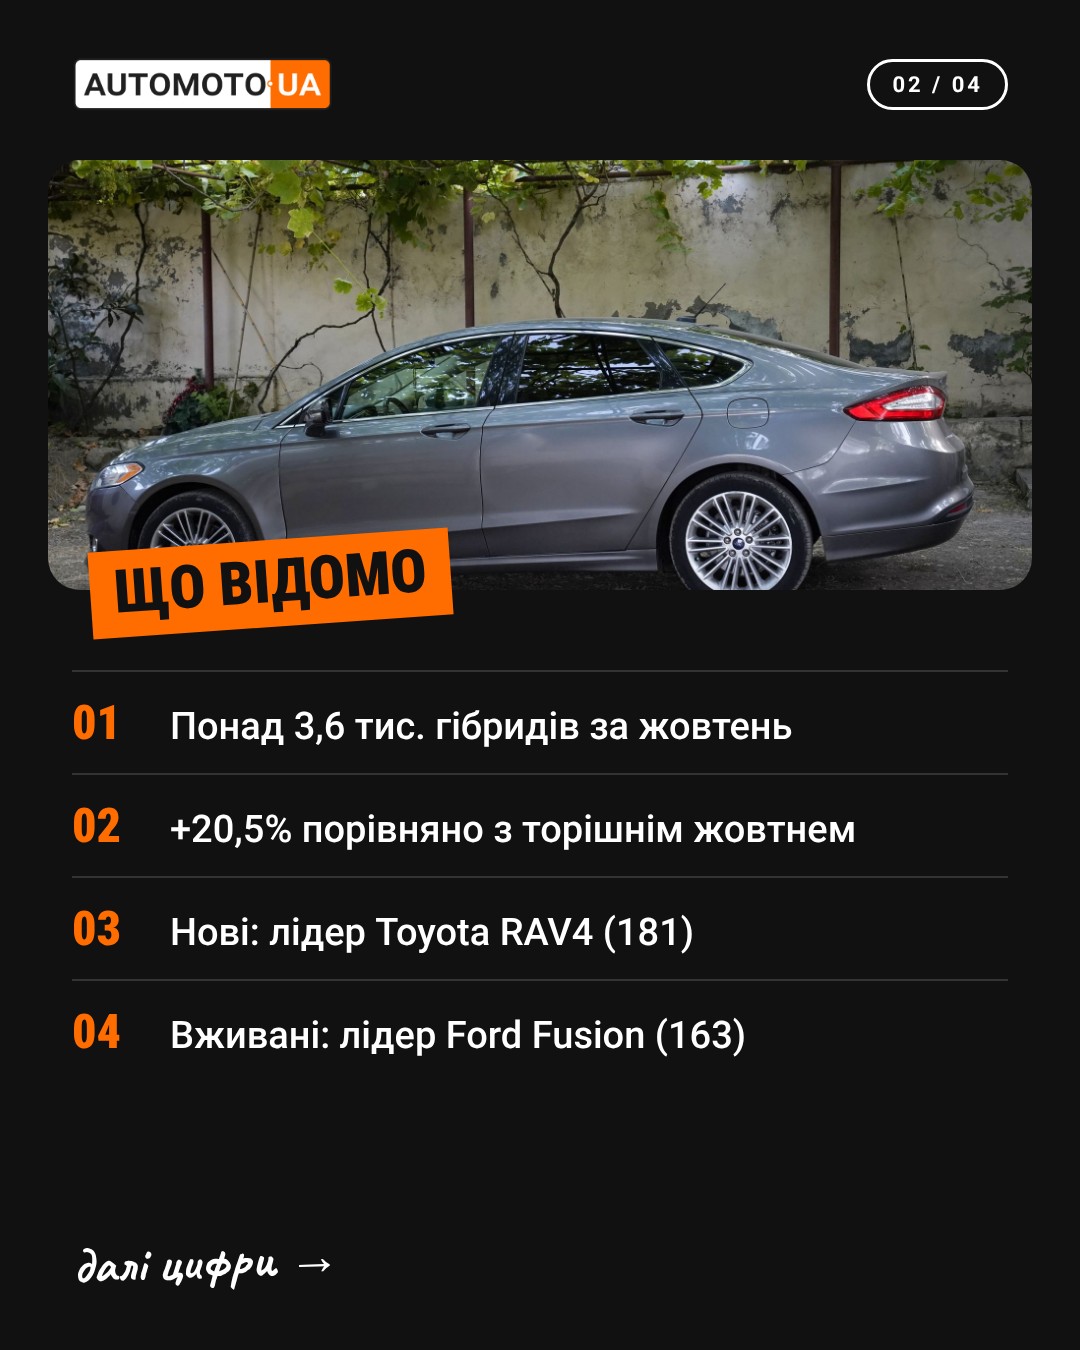 AUTOMOTO UA
02 / 04
ЩО ВІДОМО
01 Понад 3,6 тис. гібридів за жовтень
02 +20,5% порівняно з торішнім жовтнем
03 Нові: лідер Toyota RAV4 (181)
04 Вживані: лідер Ford Fusion (163)
далі цифри →